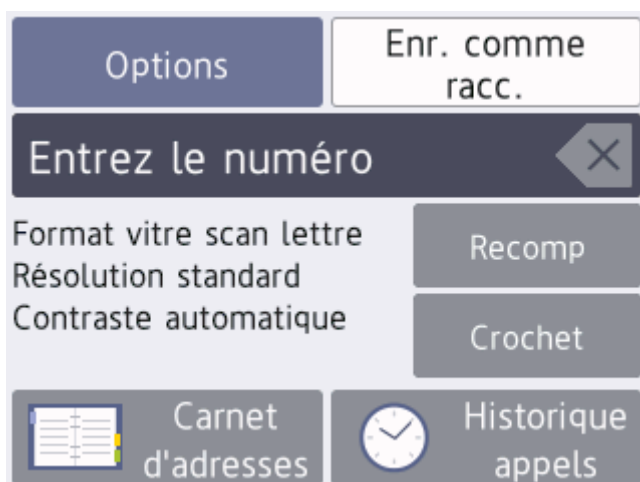 Options
Enr. comme
racc.
Entrez le numéro
Format vitre scan lettre
Résolution standard
Contraste automatique
Recomp
Crochet
Carnet
d'adresses
Historique
appels